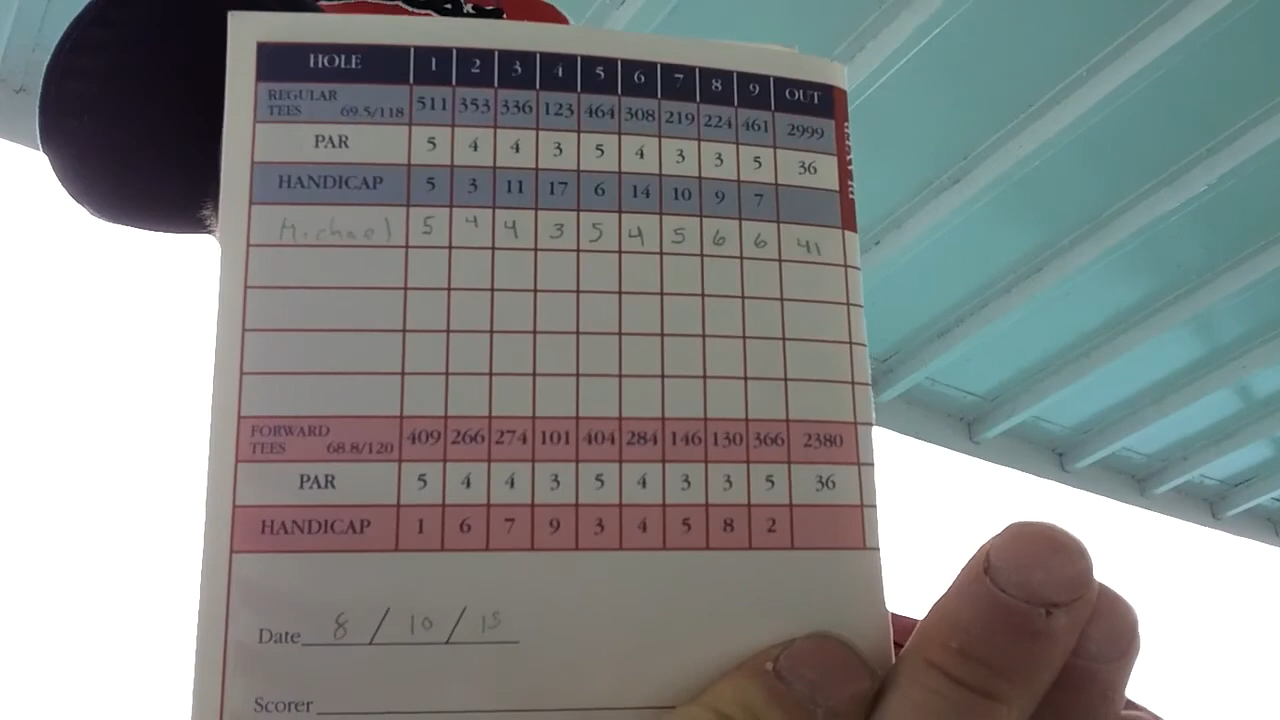 HOLE 1 2 3 4 5 6 7 8 9 OUT
REGULAR TEES 69.5/118 511 353 336 123 464 308 219 224 461 2999
PAR 5 4 4 3 5 4 3 3 5 36
HANDICAP 5 3 11 17 6 14 10 9 7
Michael 5 4 4 3 5 4 5 6 6 41
FORWARD TEES 68.8/120 409 266 274 101 404 284 146 130 366 2380
PAR 5 4 4 3 5 4 3 3 5 36
HANDICAP 1 6 7 9 3 4 5 8 2
Date 8 / 10 / 15
Scorer
PLAYER